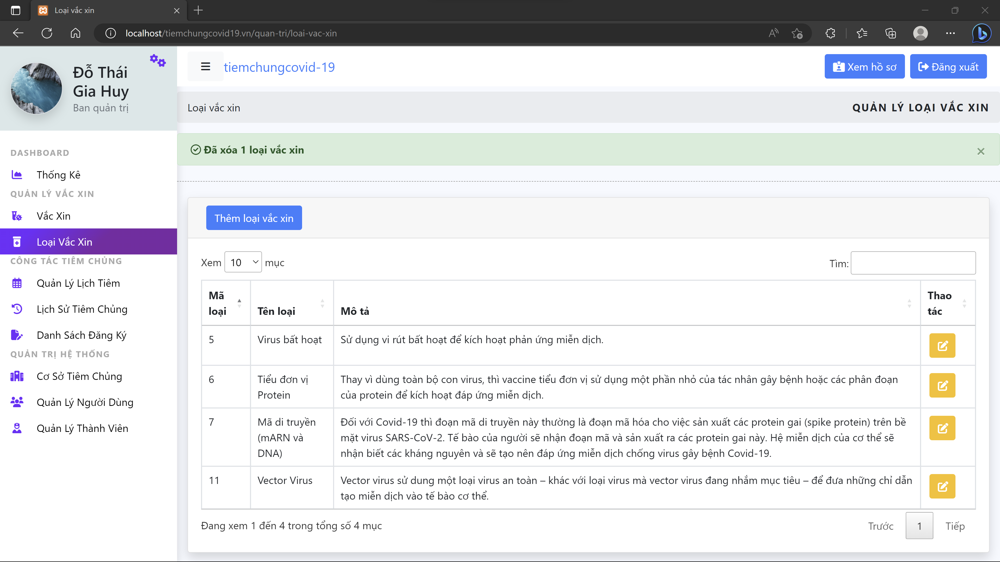 Loại vắc xin
localhost/tiemchungcovid19.vn/quan-tri/loai-vac-xin
Đỗ Thái
Gia Huy
Ban quản trị
tiemchungcovid-19
Xem hồ sơ
Đăng xuất
Loại vắc xin
QUẢN LÝ LOẠI VẮC XIN
Đã xóa 1 loại vắc xin
×
DASHBOARD
Thống Kê
QUẢN LÝ VẮC XIN
Vắc Xin
Loại Vắc Xin
CÔNG TÁC TIÊM CHỦNG
Quản Lý Lịch Tiêm
Lịch Sử Tiêm Chủng
Danh Sách Đăng Ký
QUẢN TRỊ HỆ THỐNG
Cơ Sở Tiêm Chủng
Quản Lý Người Dùng
Quản Lý Thành Viên
Thêm loại vắc xin
Xem 10 mục
Tìm:
Mã
loại
Tên loại
Mô tả
Thao
tác
5
Virus bất hoạt
Sử dụng vi rút bất hoạt để kích hoạt phản ứng miễn dịch.
6
Tiểu đơn vị
Protein
Thay vì dùng toàn bộ con virus, thì vaccine tiểu đơn vị sử dụng một phần nhỏ của tác nhân gây bệnh hoặc các phân đoạn
của protein để kích hoạt đáp ứng miễn dịch.
7
Mã di truyền
(mARN và
DNA)
Đối với Covid-19 thì đoạn mã di truyền này thường là đoạn mã hóa cho việc sản xuất các protein gai (spike protein) trên bề
mặt virus SARS-CoV-2. Tế bào của người sẽ nhận đoạn mã và sản xuất ra các protein gai này. Hệ miễn dịch của cơ thể sẽ
nhận biết các kháng nguyên và sẽ tạo nên đáp ứng miễn dịch chống virus gây bệnh Covid-19.
11
Vector Virus
Vector virus sử dung một loại virus an toàn – khác với loại virus mà vector virus đang nhắm mục tiêu – để đưa những chỉ dẫn
tạo miễn dịch vào tế bào cơ thể.
Đang xem 1 đến 4 trong tổng số 4 mục
Trước
1
Tiếp